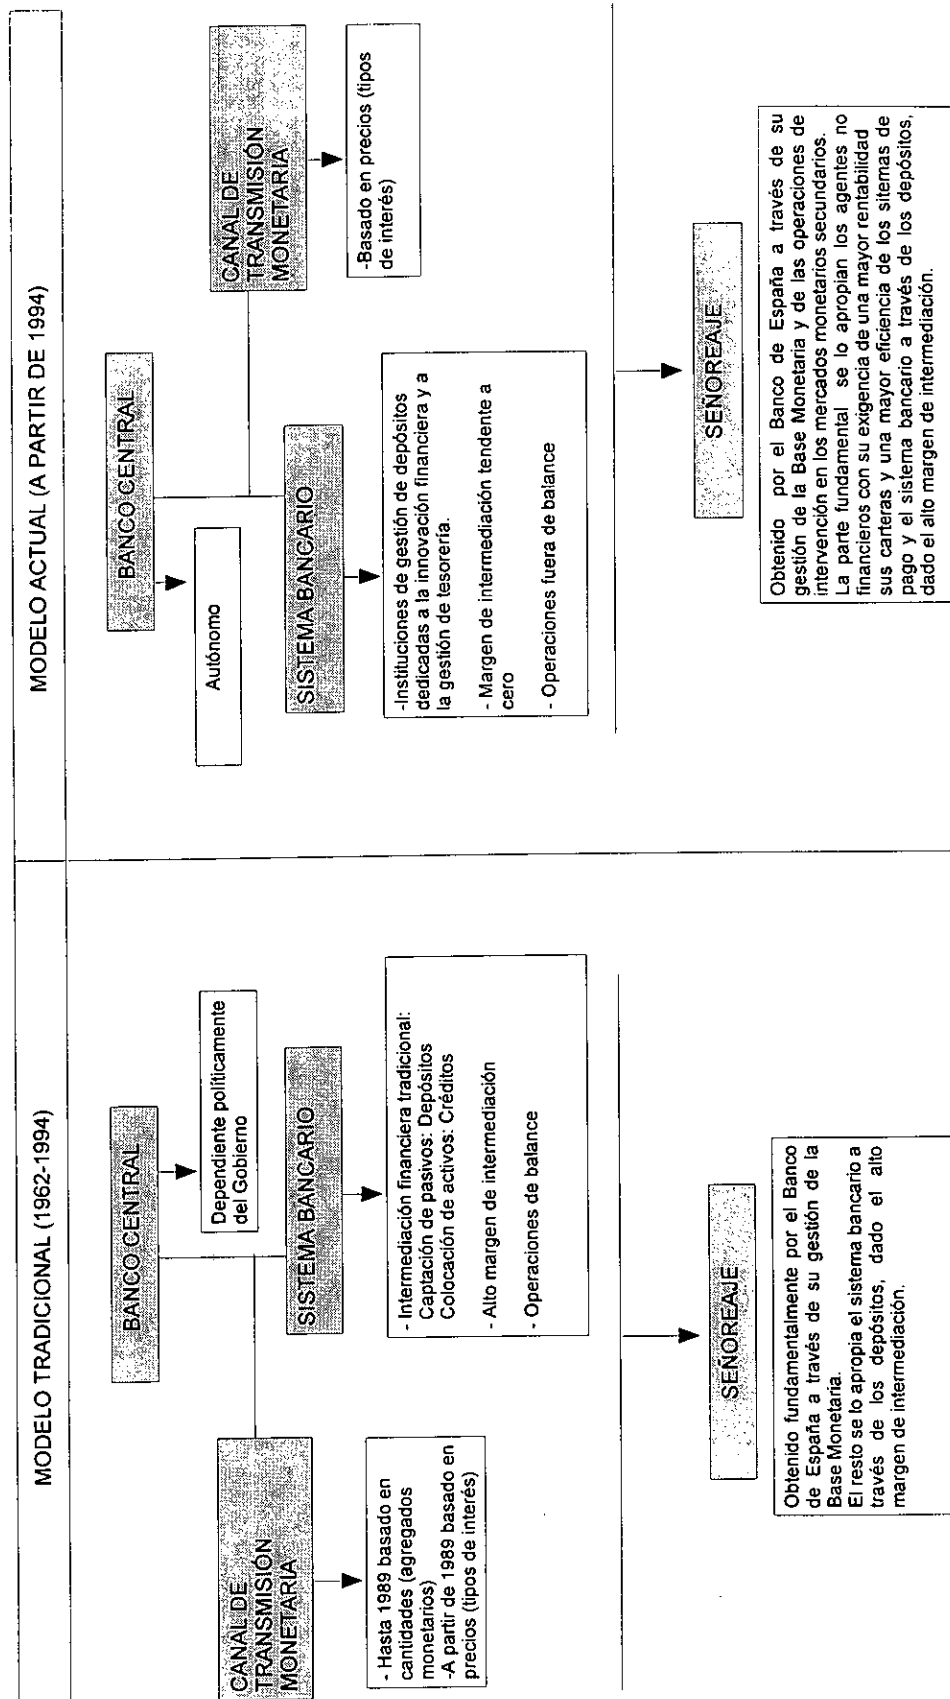 MODELO TRADICIONAL (1962-1994)
BANCO CENTRAL
Dependiente políticamente
del Gobierno
CANAL DE
TRANSMISIÓN
MONETARIA
- Hasta 1989 basado en
cantidades (agregados
monetarios)
-A partir de 1989 basado en
precios (tipos de interés)
SISTEMA BANCARIO
- Intermediación financiera tradicional:
Captación de pasivos: Depósitos
Colocación de activos: Créditos
- Alto margen de intermediación
- Operaciones de balance
SEÑOREAJE
Obtenido fundamentalmente por el Banco
de España a través de su gestión de la
Base Monetaria.
El resto se lo apropia el sistema bancario a
través de los depósitos, dado el alto
margen de intermediación.
MODELO ACTUAL (A PARTIR DE 1994)
BANCO CENTRAL
Autónomo
CANAL DE
TRANSMISIÓN
MONETARIA
-Basado en precios (tipos
de interés)
SISTEMA BANCARIO
-Instituciones de gestión de depósitos
dedicadas a la innovación financiera y a
la gestión de tesorería.
- Margen de intermediación tendente a
cero
- Operaciones fuera de balance
SEÑOREAJE
Obtenido por el Banco de España a través de su
gestión de la Base Monetaria y de las operaciones de
intervención en los mercados monetarios secundarios.
La parte fundamental se lo apropian los agentes no
financieros con su exigencia de una mayor rentabilidad
sus carteras y una mayor eficiencia de los sitemas de
pago y el sistema bancario a través de los depósitos,
dado el alto margen de intermediación.